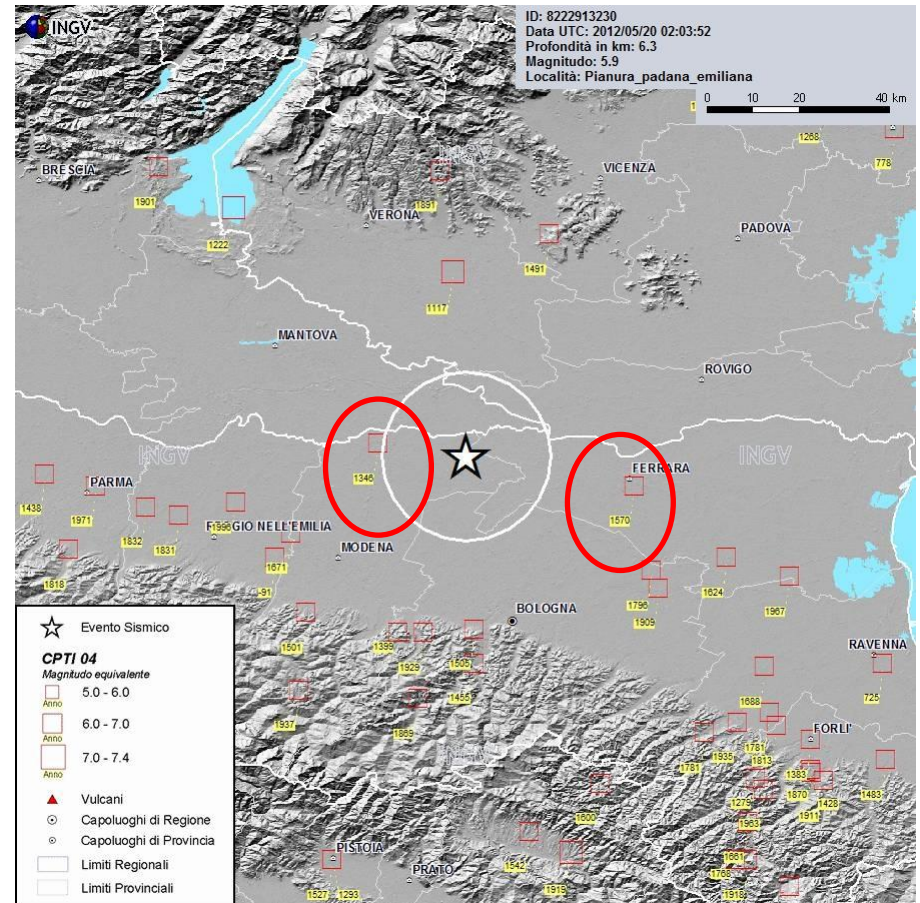 INGV
ID: 8222913230
Data UTC: 2012/05/20 02:03:52
Profondità in km: 6.3
Magnitudo: 5.9
Località: Pianura_padana_emiliana
0 10 20 40 km
1268
778
BRESCIA
1901
INGV
1891
VICENZA
VERONA
PADOVA
1222
1491
1117
MANTOVA
ROVIGO
INGV
1346
FERRARA
INGV
PARMA
1438
1971
1832
1831
1996
REGGIO NELL'EMILIA
1570
MODENA
1671
-91
1818
1796
1909
1624
1967
BOLOGNA
1501
1399
1929
1505
1455
RAVENNA
725
1688
1937
1869
FORLI'
1781
1935
1781
1813
1383
1870
1428
1911
1483
1279
1963
1600
1661
1768
1918
PISTOIA
PRATO
1542
1919
1527
1293
Evento Sismico
CPTI 04
Magnitudo equivalente
5.0 - 6.0
Anno
6.0 - 7.0
Anno
7.0 - 7.4
Anno
Vulcani
Capoluoghi di Regione
Capoluoghi di Provincia
Limiti Regionali
Limiti Provinciali